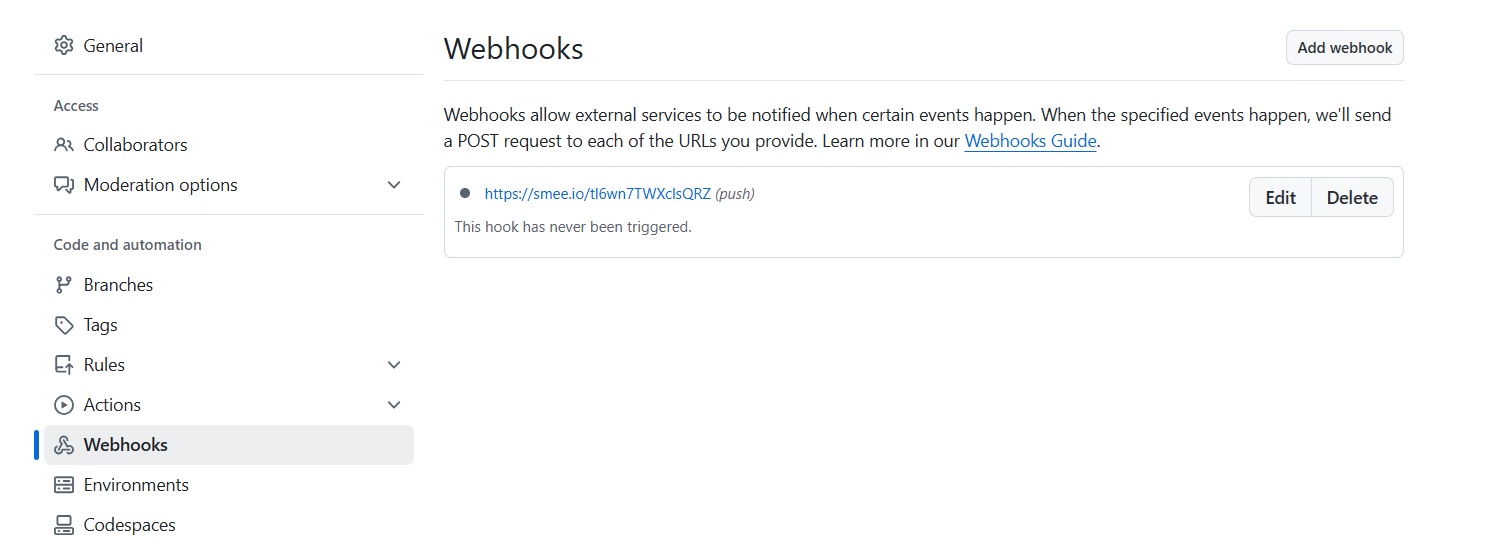 General
Access
Collaborators
Moderation options
Code and automation
Branches
Tags
Rules
Actions
Webhooks
Environments
Codespaces
Webhooks
Add webhook
Webhooks allow external services to be notified when certain events happen. When the specified events happen, we'll send
a POST request to each of the URLs you provide. Learn more in our Webhooks Guide.
https://smee.io/tl6wn7TWXclsQRZ (push)
Edit
Delete
This hook has never been triggered.